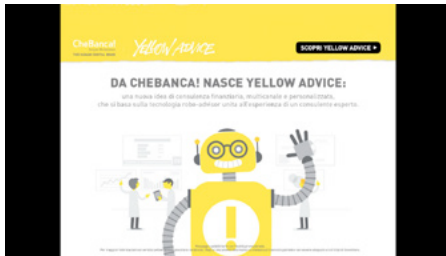 CheBanca!
YELLOW ADVICE
SCOPRI YELLOW ADVICE
DA CHEBANCA! NASCE YELLOW ADVICE:
una nuova idea di consulenza finanziaria, multicanale e personalizzata,
che si basa sulla tecnologia robo-advisor unita all'esperienza di un consulente esperto.